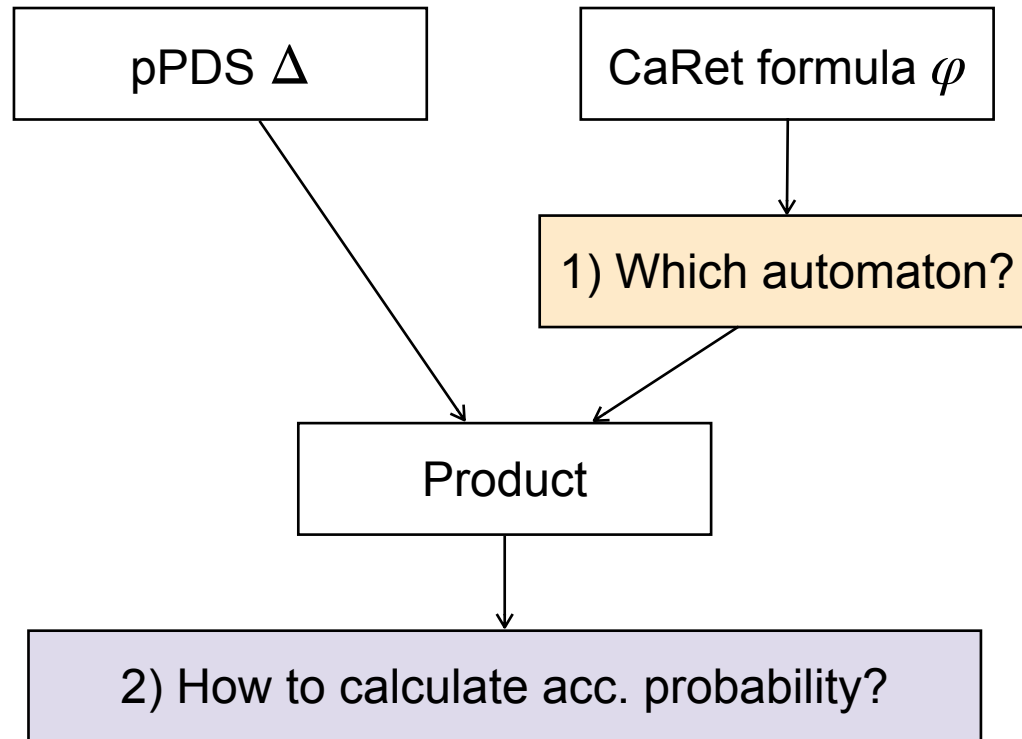 pPDS Δ
CaRet formula φ
1) Which automaton?
Product
2) How to calculate acc. probability?